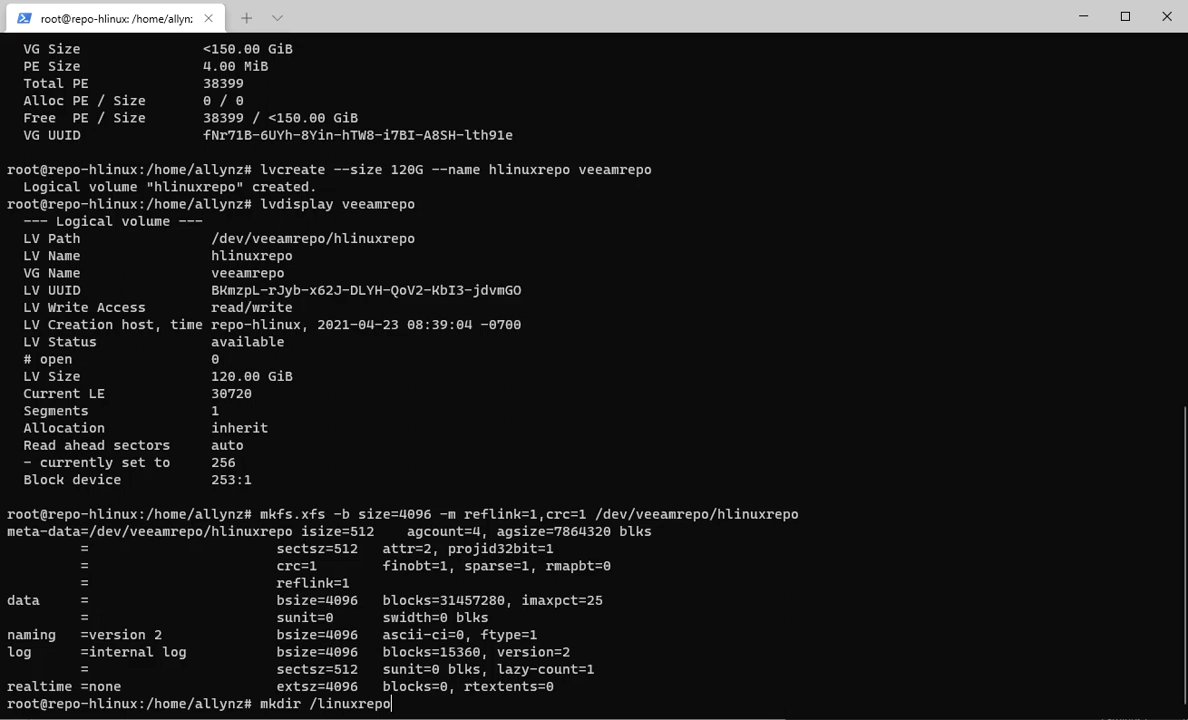 root@repo-hlinux: /home/allynz
VG Size <150.00 GiB
PE Size 4.00 MiB
Total PE 38399
Alloc PE / Size 0 / 0
Free  PE / Size 38399 / <150.00 GiB
VG UUID fNr71B-6UYh-8Yin-hTW8-i7BI-A8SH-lth91e
root@repo-hlinux:/home/allynz# lvcreate --size 120G --name hlinuxrepo veeamrepo
Logical volume "hlinuxrepo" created.
root@repo-hlinux:/home/allynz# lvdisplay veeamrepo
--- Logical volume ---
LV Path /dev/veeamrepo/hlinuxrepo
LV Name hlinuxrepo
VG Name veeamrepo
LV UUID BKmzpL-rJyb-x62J-DLYH-QoV2-KbI3-jdvmGO
LV Write Access read/write
LV Creation host, time repo-hlinux, 2021-04-23 08:39:04 -0700
LV Status available
# open 0
LV Size 120.00 GiB
Current LE 30720
Segments 1
Allocation inherit
Read ahead sectors auto
- currently set to 256
Block device 253:1
root@repo-hlinux:/home/allynz# mkfs.xfs -b size=4096 -m reflink=1,crc=1 /dev/veeamrepo/hlinuxrepo
meta-data=/dev/veeamrepo/hlinuxrepo isize=512 agcount=4, agsize=7864320 blks
= sectsz=512 attr=2, projid32bit=1
= crc=1 finobt=1, sparse=1, rmapbt=0
= reflink=1
data = bsize=4096 blocks=31457280, imaxpct=25
= sunit=0 swidth=0 blks
naming =version 2 bsize=4096 ascii-ci=0, ftype=1
log =internal log bsize=4096 blocks=15360, version=2
= sectsz=512 sunit=0 blks, lazy-count=1
realtime =none extsz=4096 blocks=0, rtextents=0
root@repo-hlinux:/home/allynz# mkdir /linuxrepo